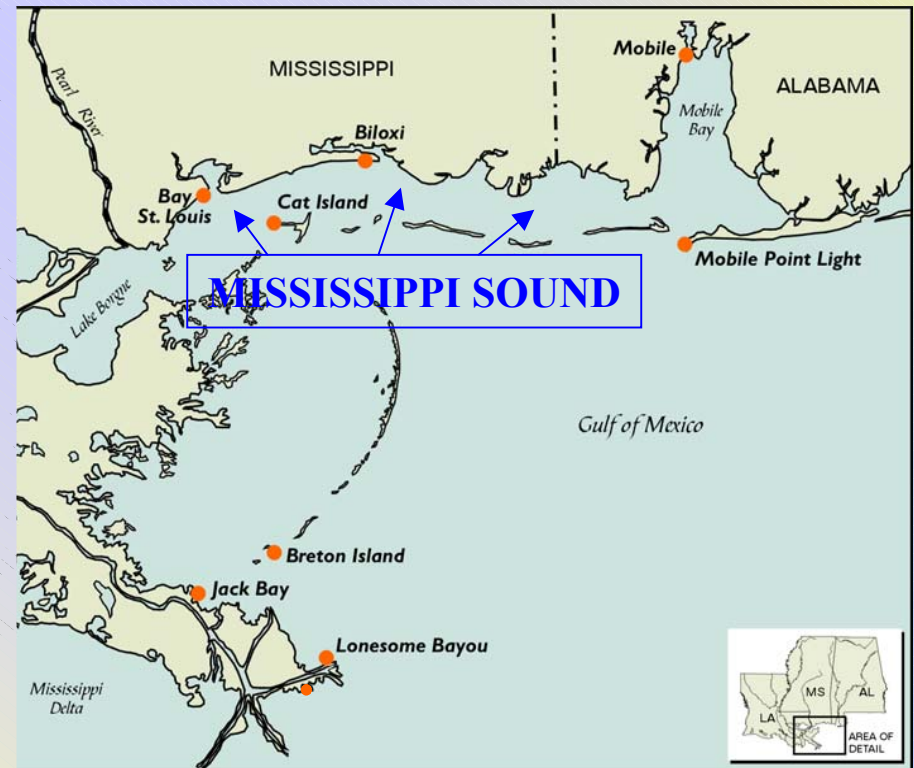 MISSISSIPPI
Mobile
ALABAMA
Pearl River
Mobile
Bay
Biloxi
Bay
St. Louis
Cat Island
Mobile Point Light
MISSISSIPPI SOUND
Lake Borgne
Gulf of Mexico
Breton Island
Jack Bay
Lonesome Bayou
Mississippi
Delta
LA
MS
AL
AREA OF
DETAIL